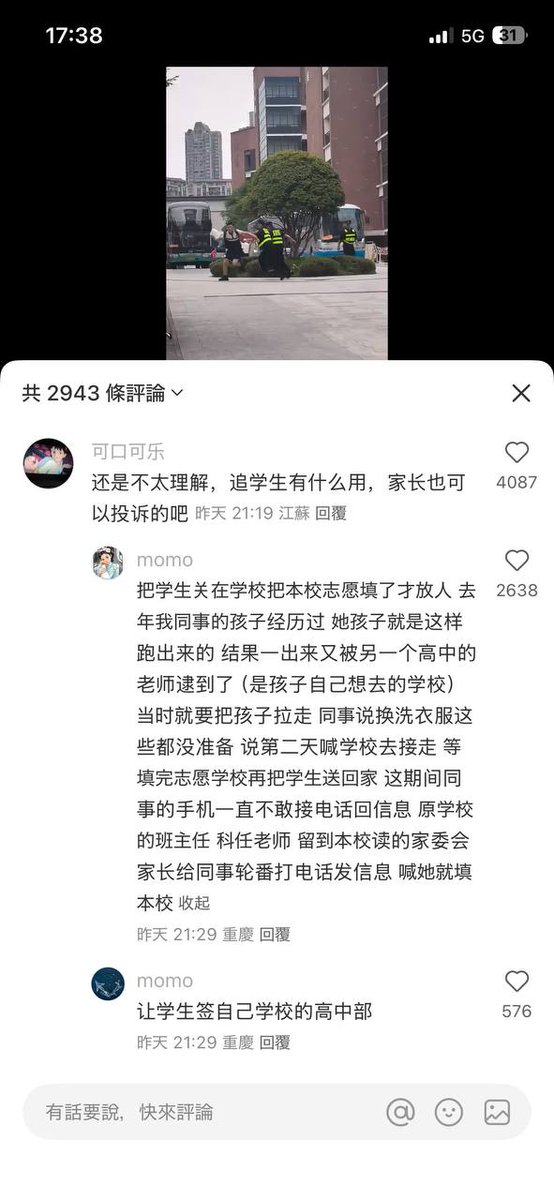 17:38
5G
31
共 2943 條評論
可口可乐
还是不太理解，追学生有什么用，家长也可
以投诉的吧 昨天 21:19 江蘇 回覆
4087
momo
把学生关在学校把本校志愿填了才放人 去
年我同事的孩子经历过 她孩子就是这样
跑出来的 结果一出来又被另一个高中的
老师逮到了（是孩子自己想去的学校）
当时就要把孩子拉走 同事说换洗衣服这
些都没准备 说第二天喊学校去接走 等
填完志愿学校再把学生送回家 这期间同
事的手机一直不敢接电话回信息 原学校
的班主任 科任老师 留到本校读的家委会
家长给同事轮番打电话发信息 喊她就填
本校 收起
昨天 21:29 重慶 回覆
2638
momo
让学生签自己学校的高中部
昨天 21:29 重慶 回覆
576
有話要說，快來評論